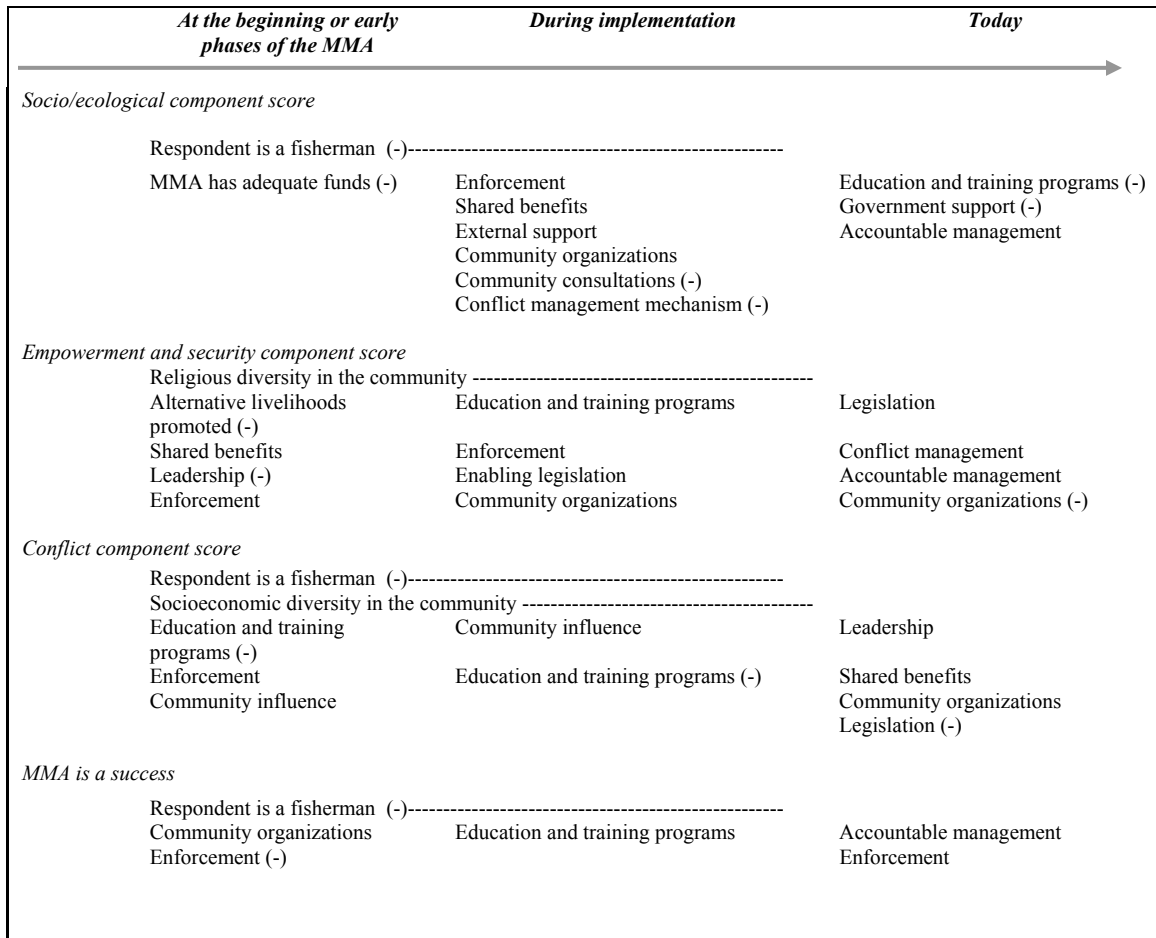 At the beginning or early During implementation Today
phases of the MMA
Socio/ecological component score
Respondent is a fisherman (-)-----------------------------------------------------
MMA has adequate funds (-) Enforcement Education and training programs (-)
Shared benefits Government support (-)
External support Accountable management
Community organizations
Community consultations (-)
Conflict management mechanism (-)
Empowerment and security component score
Religious diversity in the community ------------------------------------------------
Alternative livelihoods Education and training programs Legislation
promoted (-)
Shared benefits Enforcement Conflict management
Leadership (-) Enabling legislation Accountable management
Enforcement Community organizations Community organizations (-)
Conflict component score
Respondent is a fisherman (-)-----------------------------------------------------
Socioeconomic diversity in the community -----------------------------------------
Education and training Community influence Leadership
programs (-)
Enforcement Education and training programs (-) Shared benefits
Community influence Community organizations
Legislation (-)
MMA is a success
Respondent is a fisherman (-)-----------------------------------------------------
Community organizations Education and training programs Accountable management
Enforcement (-) Enforcement